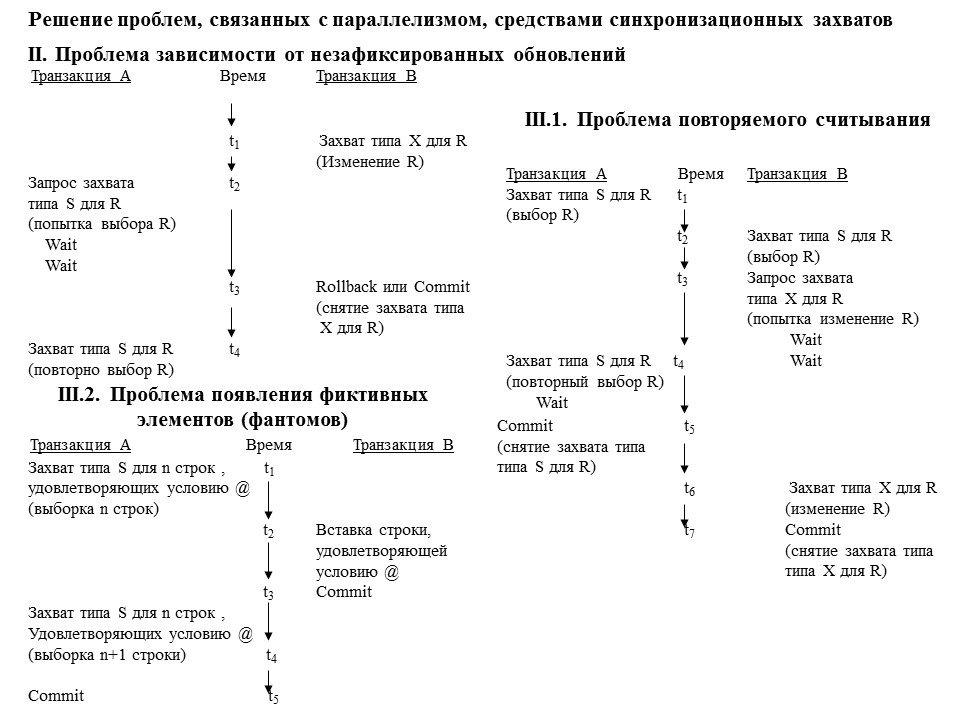 Решение проблем, связанных с параллелизмом, средствами синхронизационных захватов
II. Проблема зависимости от незафиксированных обновлений
Транзакция А Время Транзакция В
t1 Захват типа X для R
(Изменение R)
Запрос захвата t2
типа S для R
(попытка выбора R)
Wait
Wait
t3 Rollback или Commit
(снятие захвата типа
X для R)
Захват типа S для R t4
(повторно выбор R)
III.1. Проблема повторяемого считывания
Транзакция А Время Транзакция В
Захват типа S для R t1
(выбор R)
t2 Захват типа S для R
(выбор R)
t3 Запрос захвата
типа X для R
(попытка изменение R)
Wait
Захват типа S для R t4 Wait
(повторный выбор R)
Wait
Commit t5
(снятие захвата типа
типа S для R)
t6 Захват типа X для R
(изменение R)
t7 Commit
(снятие захвата типа
типа X для R)
III.2. Проблема появления фиктивных
элементов (фантомов)
Транзакция А Время Транзакция В
Захват типа S для n строк , t1
удовлетворяющих условию @
(выборка n строк)
t2 Вставка строки,
удовлетворяющей
условию @
t3 Commit
Захват типа S для n строк ,
Удовлетворяющих условию @
(выборка n+1 строки) t4
Commit t5